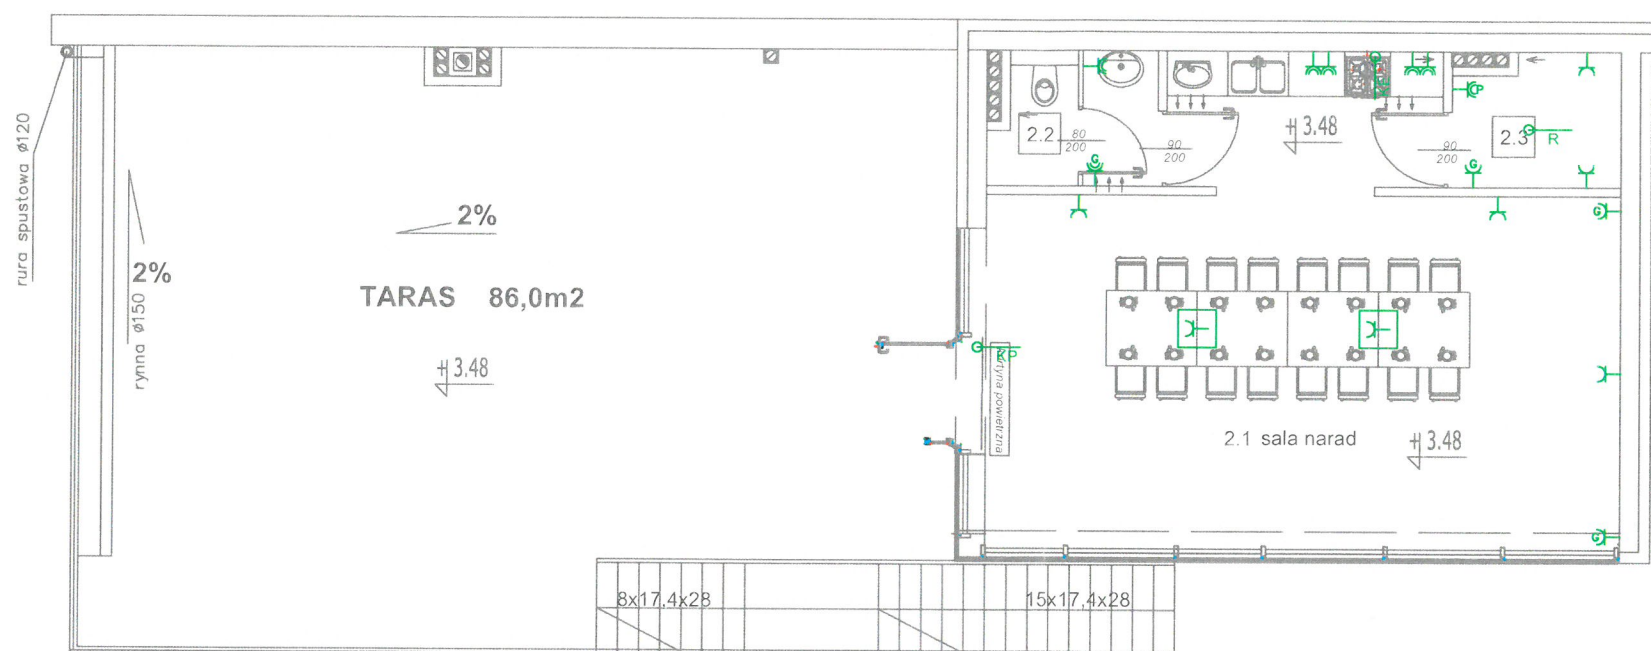 rura spustowa ø120
2%
rynna ø150
2%
TARAS 86,0m2
+3.48
2.2
80
200
90
200
+3.48
90
200
2.3
R
CP
G
G
G
G
KP
kurtyna powietrzna
2.1 sala narad
+3.48
8x17,4x28
15x17,4x28